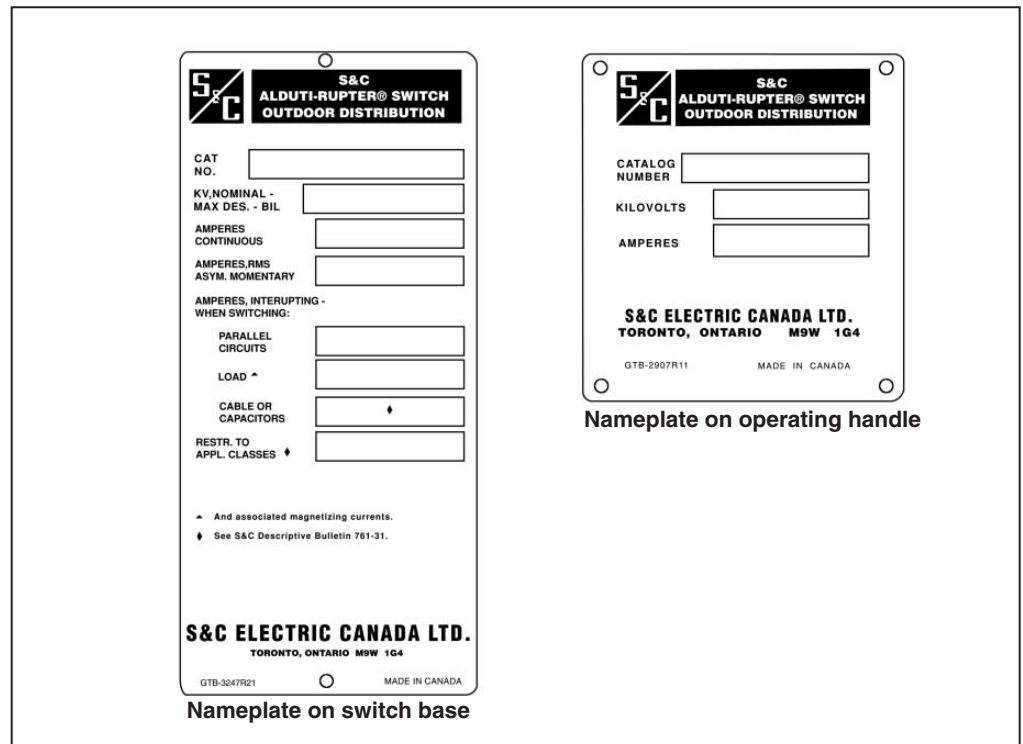 S&C
S&C
ALDUTI-RUPTER® SWITCH
OUTDOOR DISTRIBUTION
CAT
NO.
KV,NOMINAL -
MAX DES. - BIL
AMPERES
CONTINUOUS
AMPERES,RMS
ASYM. MOMENTARY
AMPERES, INTERUPTING -
WHEN SWITCHING:
PARALLEL
CIRCUITS
LOAD
CABLE OR
CAPACITORS
♦
RESTR. TO
APPL. CLASSES ♦
And associated magnetizing currents.
♦ See S&C Descriptive Bulletin 761-31.
S&C ELECTRIC CANADA LTD.
TORONTO, ONTARIO M9W 1G4
GTB-3247R21 MADE IN CANADA
Nameplate on switch base
S&C
S&C
ALDUTI-RUPTER® SWITCH
OUTDOOR DISTRIBUTION
CATALOG
NUMBER
KILOVOLTS
AMPERES
S&C ELECTRIC CANADA LTD.
TORONTO, ONTARIO M9W 1G4
GTB-2907R11 MADE IN CANADA
Nameplate on operating handle